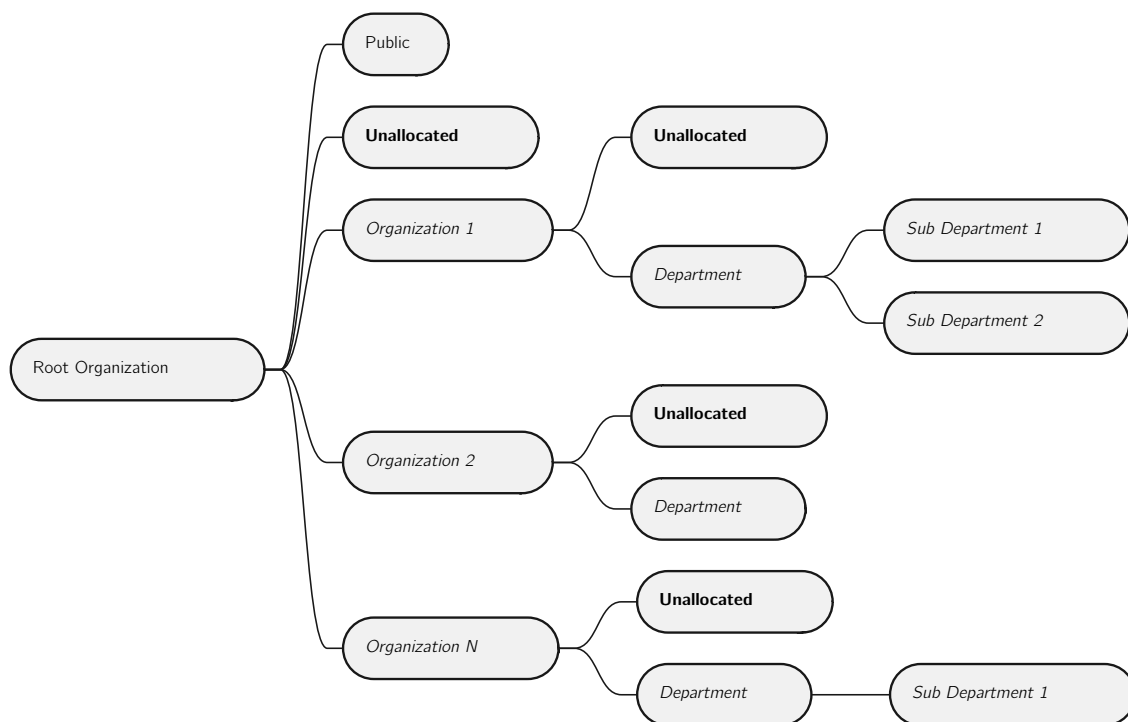 Public
Unallocated
Unallocated
Organization 1
Sub Department 1
Department
Sub Department 2
Root Organization
Unallocated
Organization 2
Department
Unallocated
Organization N
Department
Sub Department 1